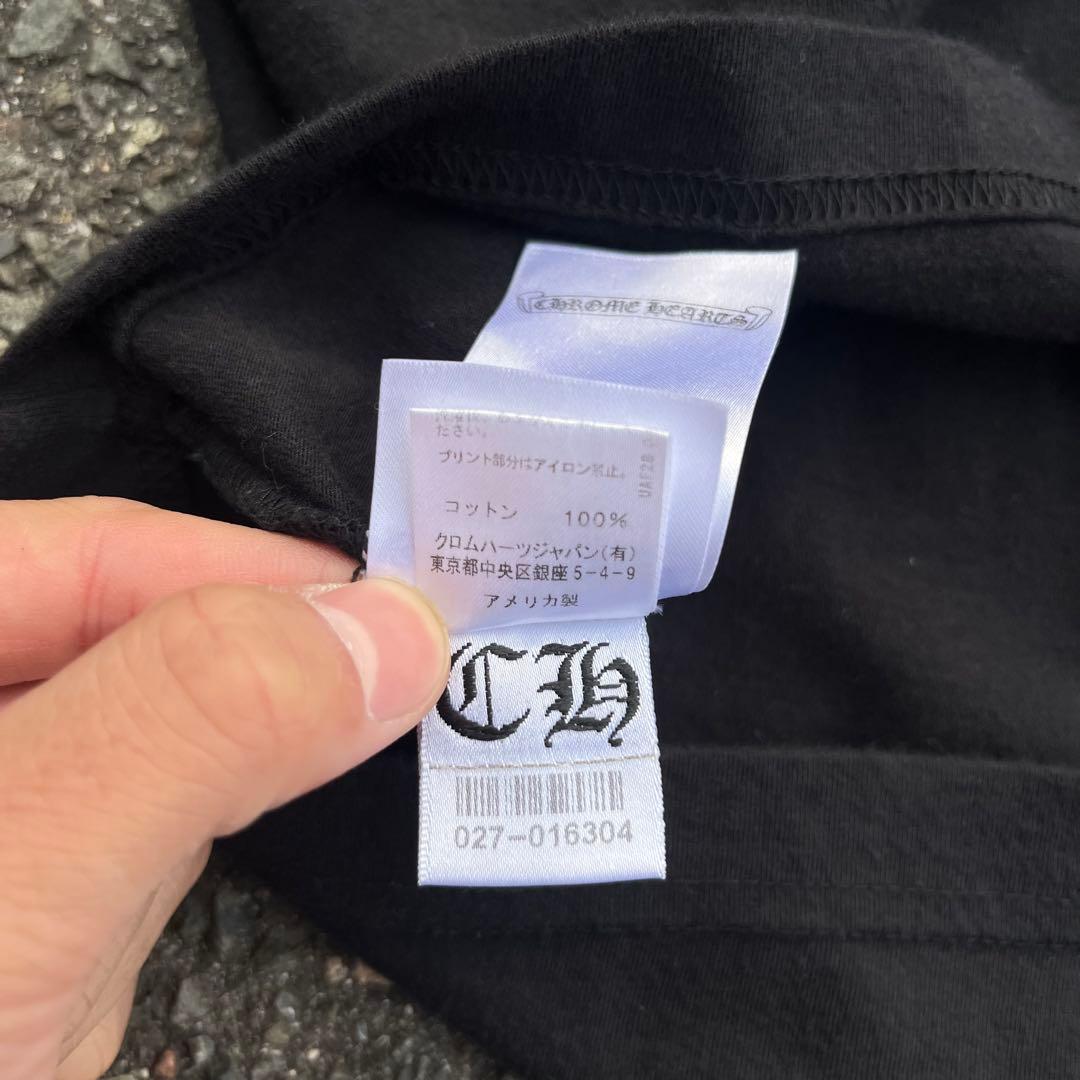 CHROME HEARTS
ださい。
プリント部分はアイロン禁止。
UAF2B
コットン 100%
クロムハーツジャパン(有)
東京都中央区銀座5-4-9
アメリカ製
CH
027-016304